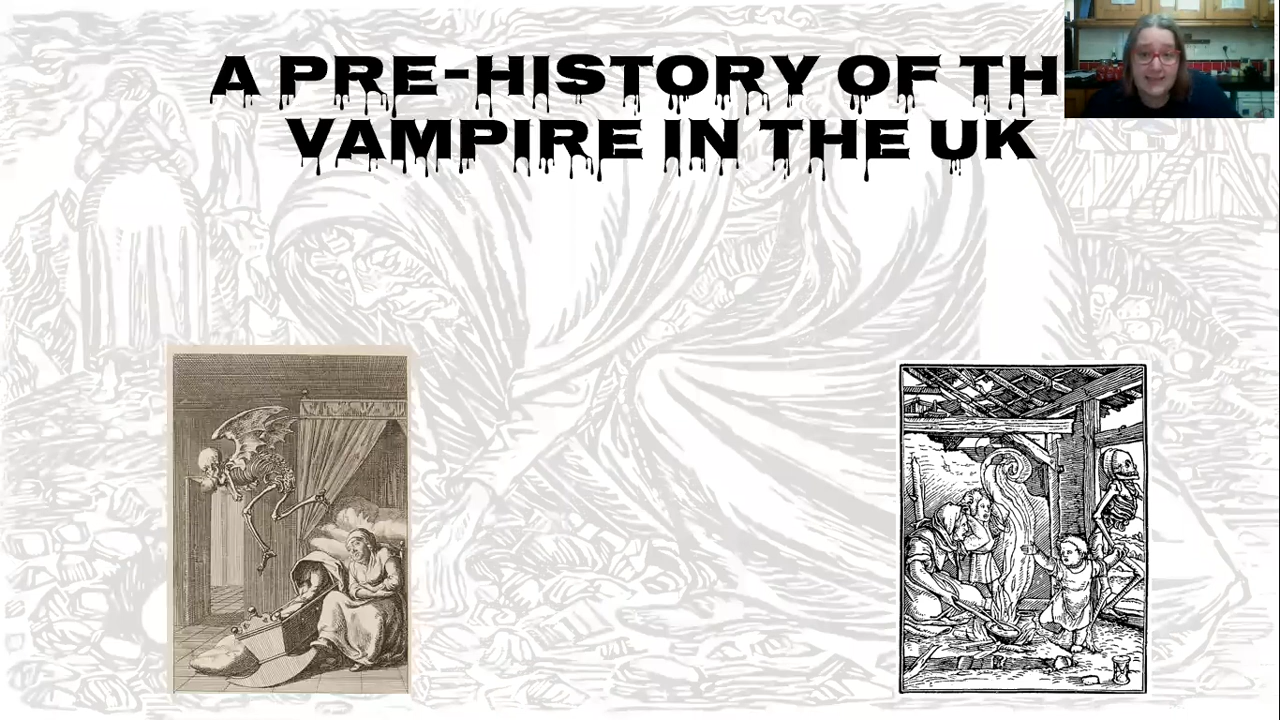 A PRE-HISTORY OF TH
VAMPIRE IN THE UK